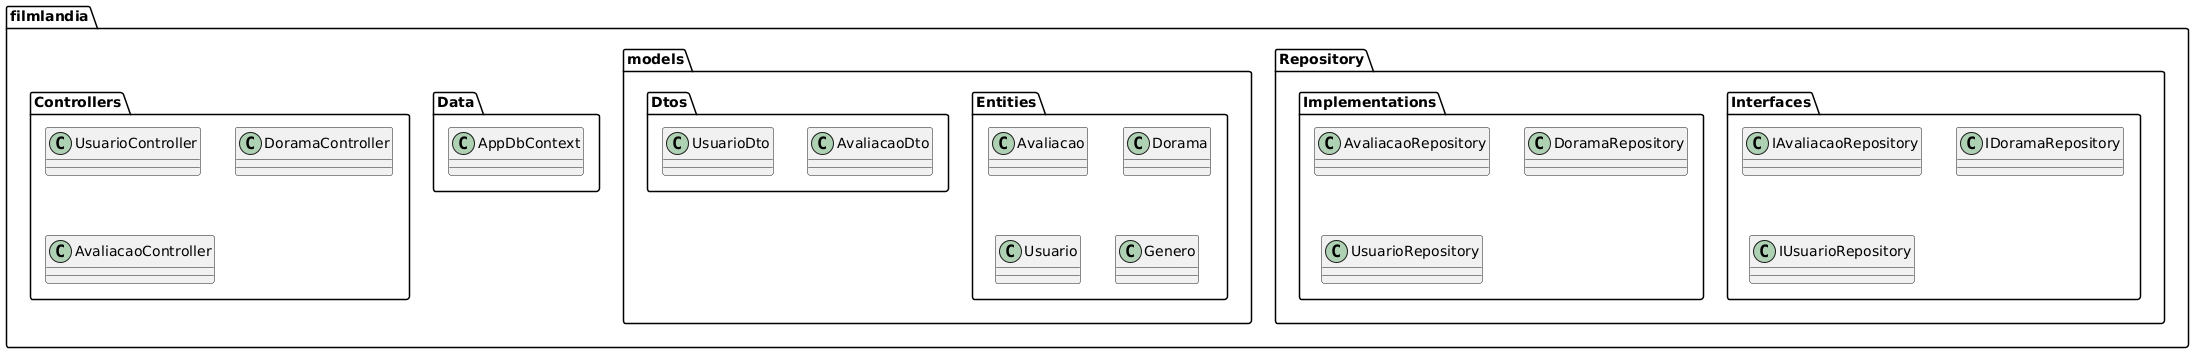 filmlandia
Controllers
C UsuarioController
C DoramaController
C AvaliacaoController
Data
C AppDbContext
models
Dtos
C UsuarioDto
C AvaliacaoDto
Entities
C Avaliacao
C Dorama
C Usuario
C Genero
Repository
Implementations
C AvaliacaoRepository
C DoramaRepository
C UsuarioRepository
Interfaces
C IAvaliacaoRepository
C IDoramaRepository
C IUsuarioRepository